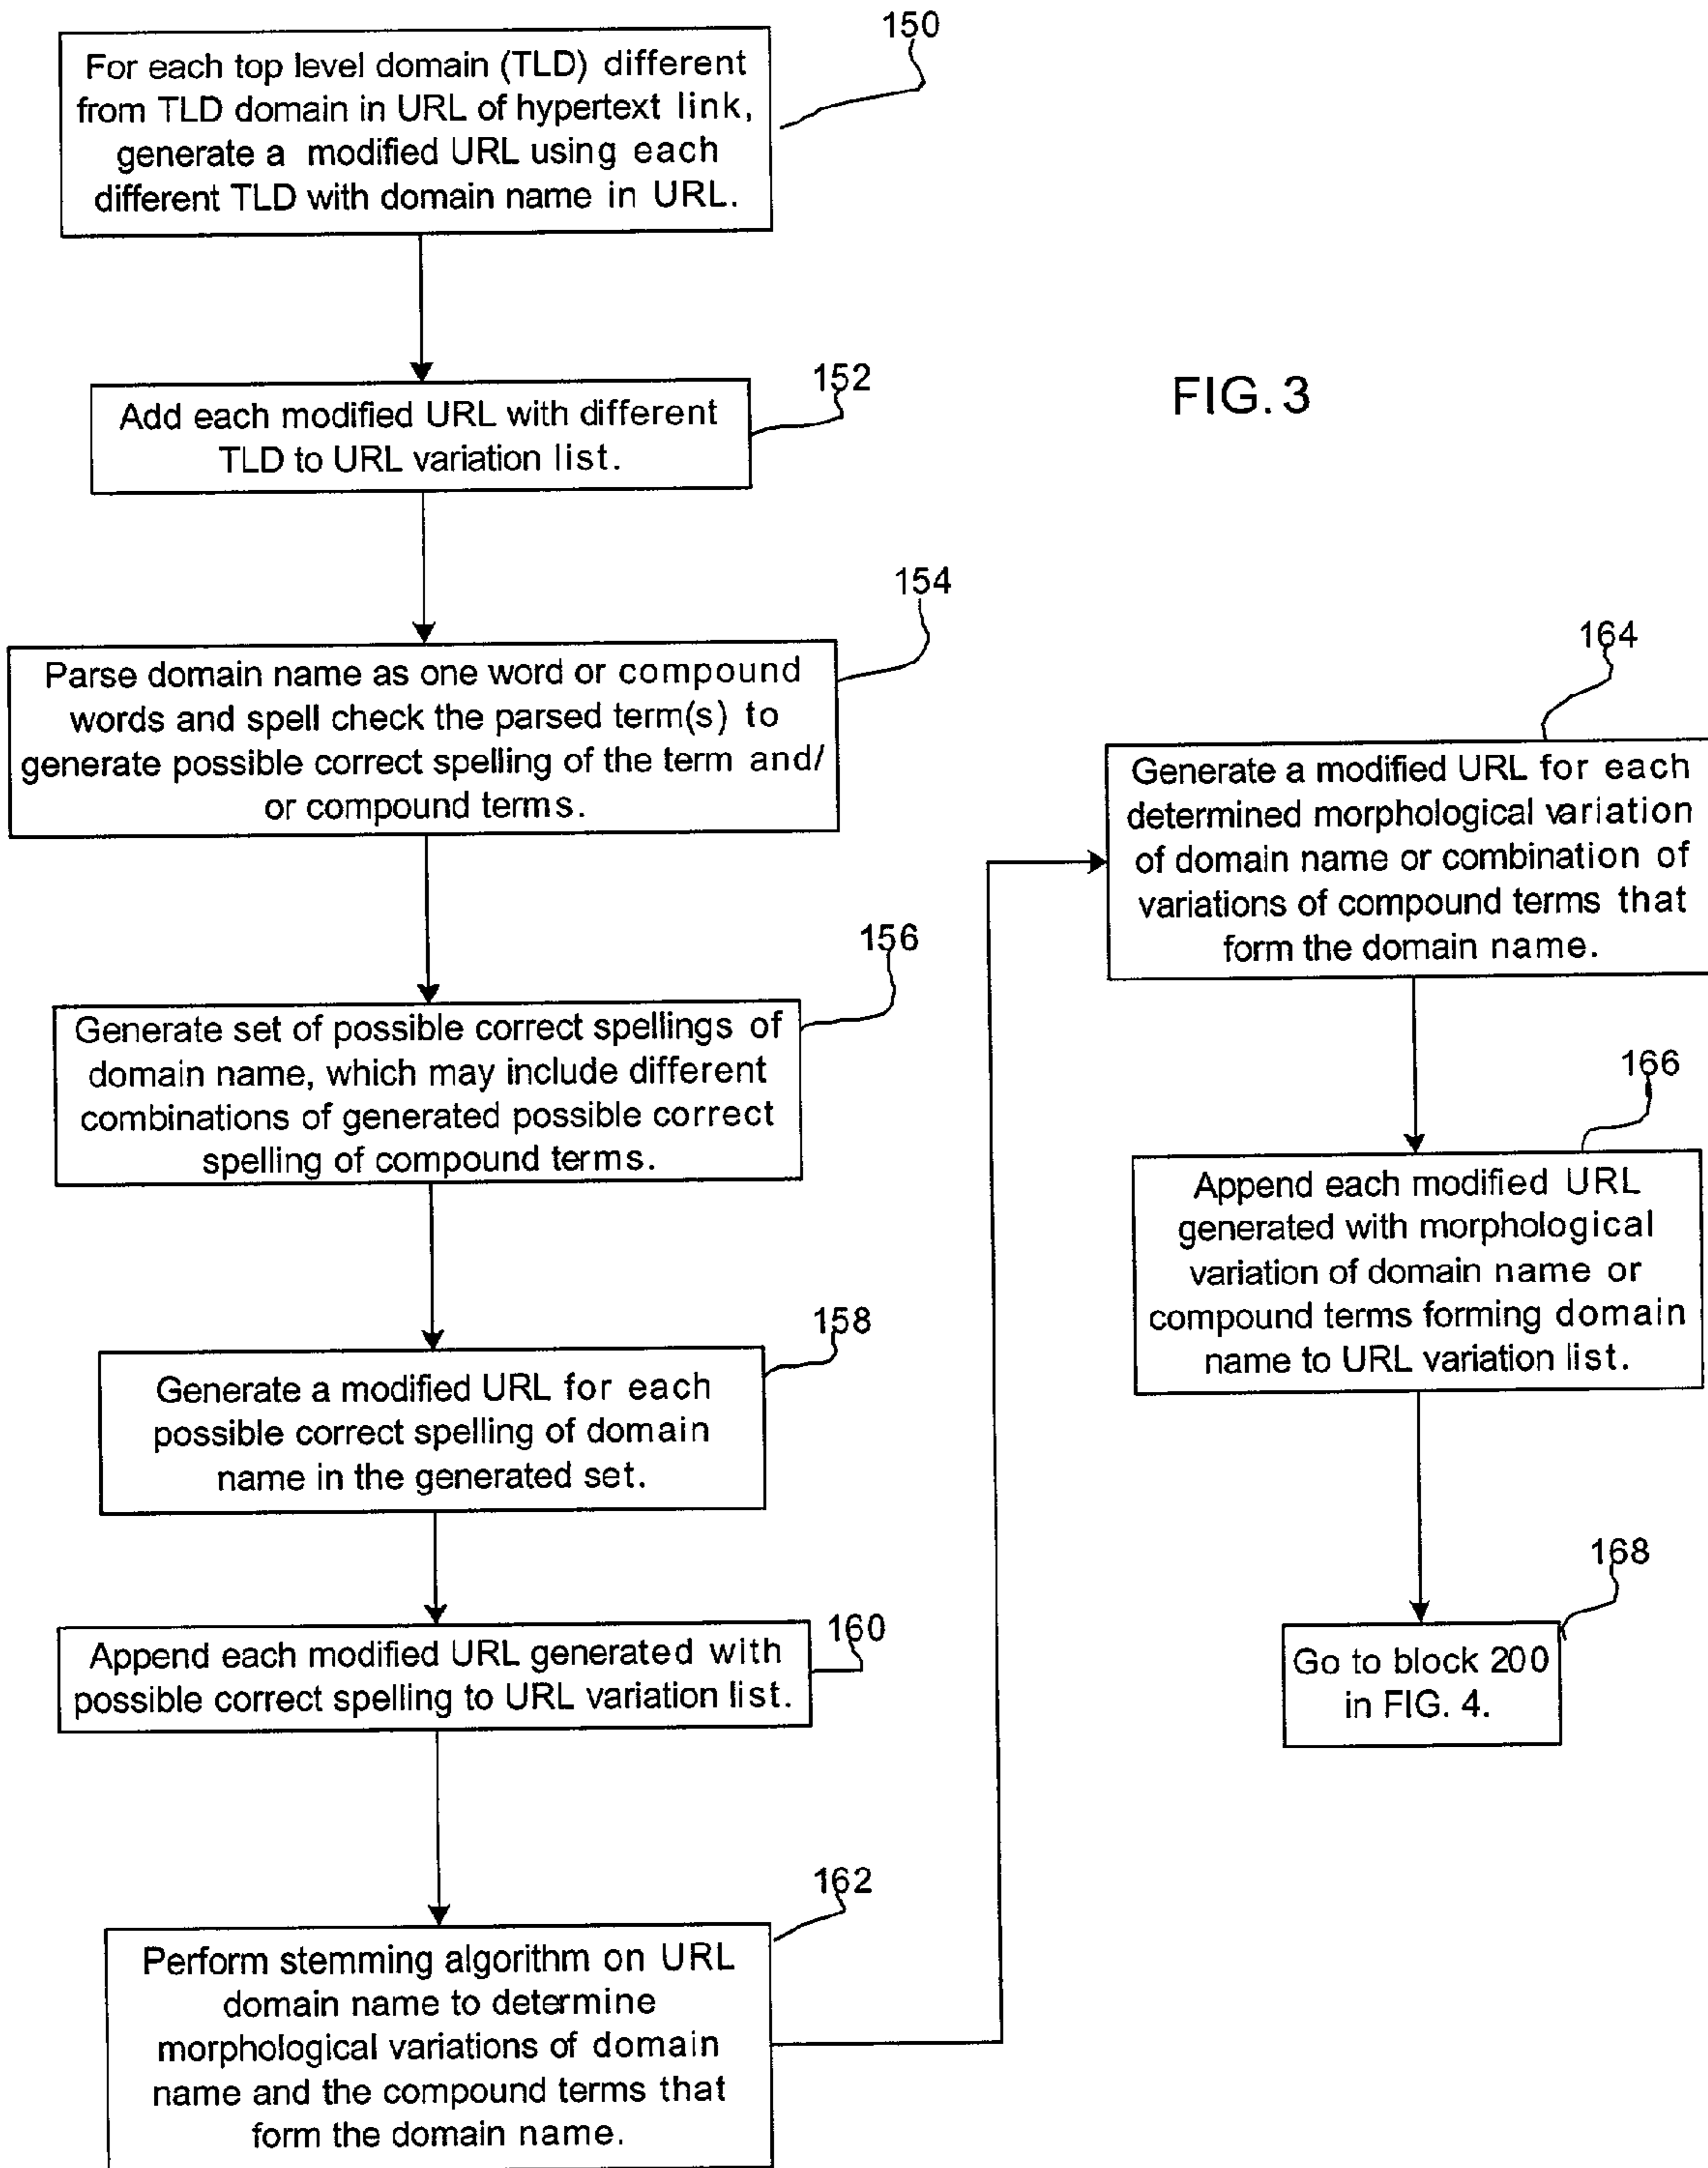 150
For each top level domain (TLD) different
from TLD domain in URL of hypertext link,
generate a modified URL using each
different TLD with domain name in URL.
152
Add each modified URL with different
TLD to URL variation list.
FIG. 3
154
Parse domain name as one word or compound
words and spell check the parsed term(s) to
generate possible correct spelling of the term and/
or compound terms.
156
Generate set of possible correct spellings of
domain name, which may include different
combinations of generated possible correct
spelling of compound terms.
158
Generate a modified URL for each
possible correct spelling of domain
name in the generated set.
160
Append each modified URL generated with
possible correct spelling to URL variation list.
162
Perform stemming algorithm on URL
domain name to determine
morphological variations of domain
name and the compound terms that
form the domain name.
164
Generate a modified URL for each
determined morphological variation
of domain name or combination of
variations of compound terms that
form the domain name.
166
Append each modified URL
generated with morphological
variation of domain name or
compound terms forming domain
name to URL variation list.
168
Go to block 200
in FIG. 4.